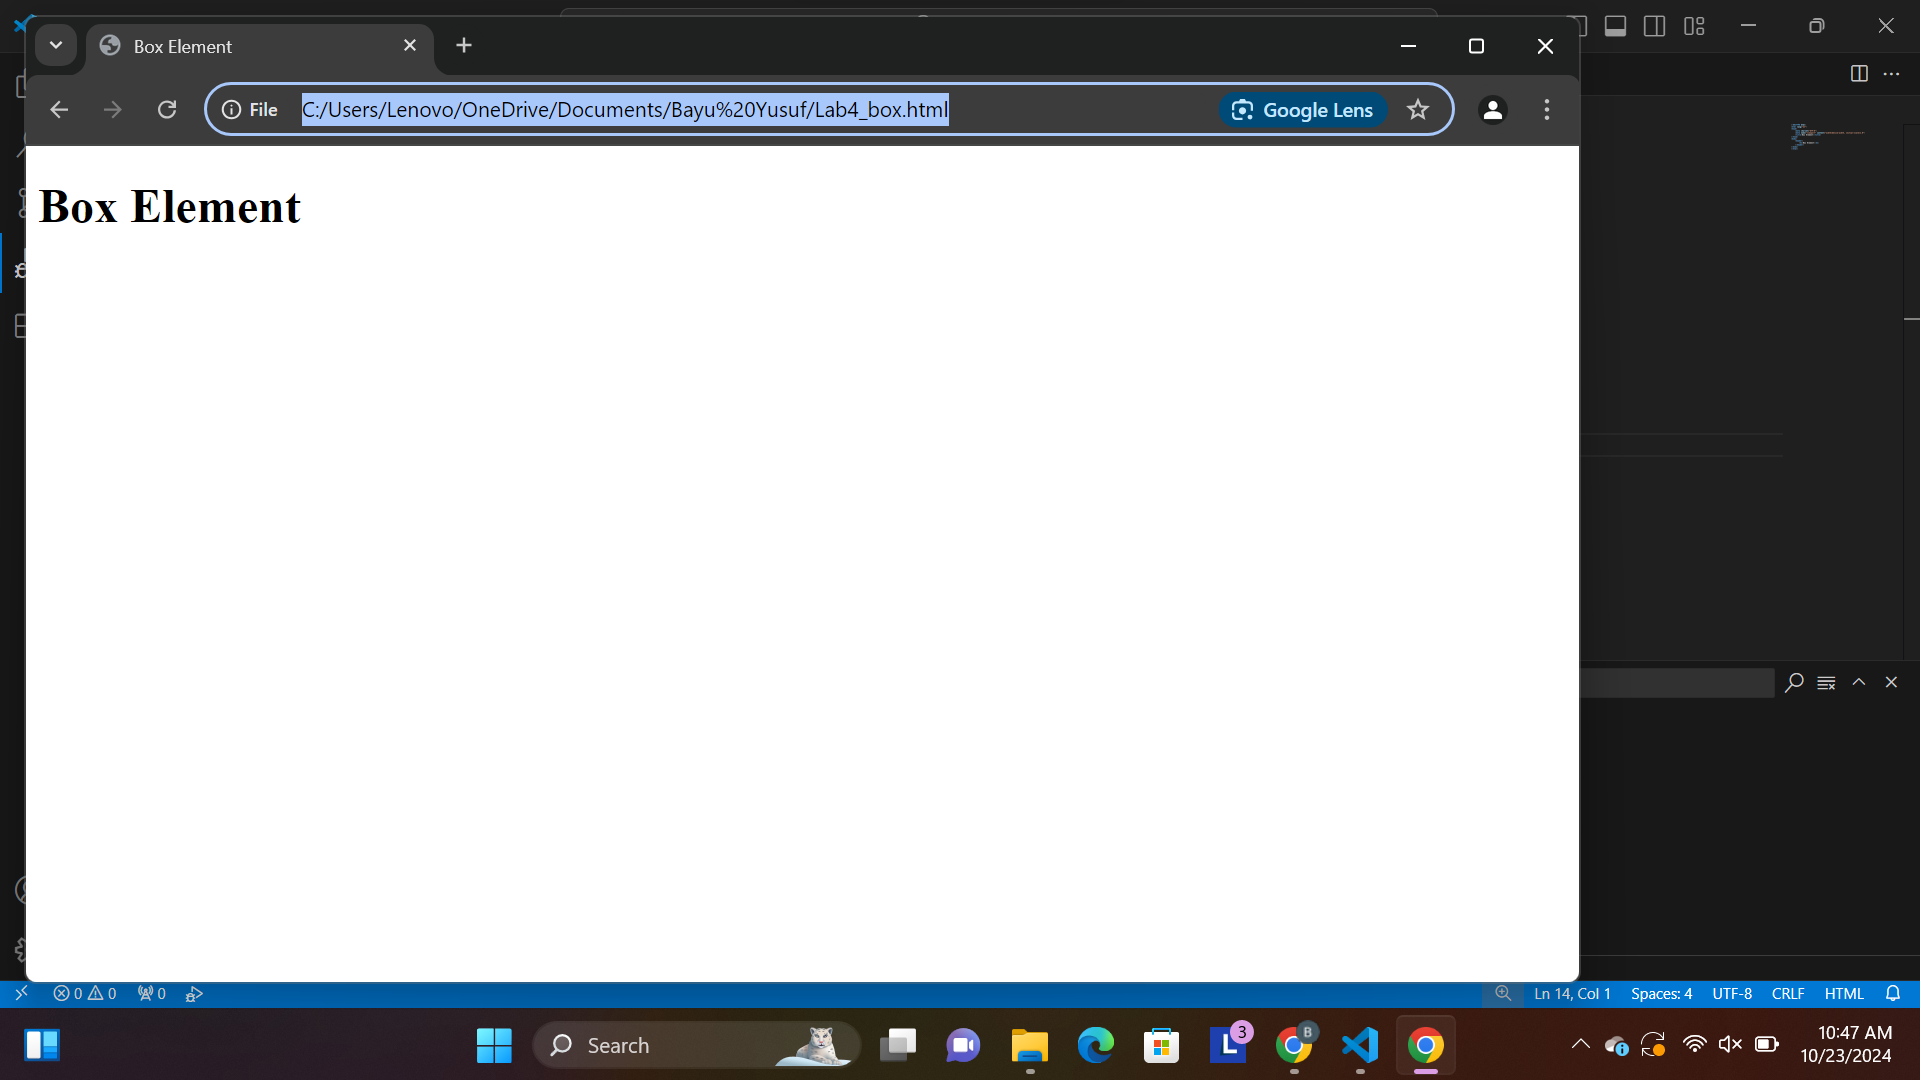 Box Element
File C:/Users/Lenovo/OneDrive/Documents/Bayu%20Yusuf/Lab4_box.html Google Lens
Box Element
0 0 0 Ln 14, Col 1 Spaces: 4 UTF-8 CRLF HTML
Search
L 3
B
10:47 AM
10/23/2024